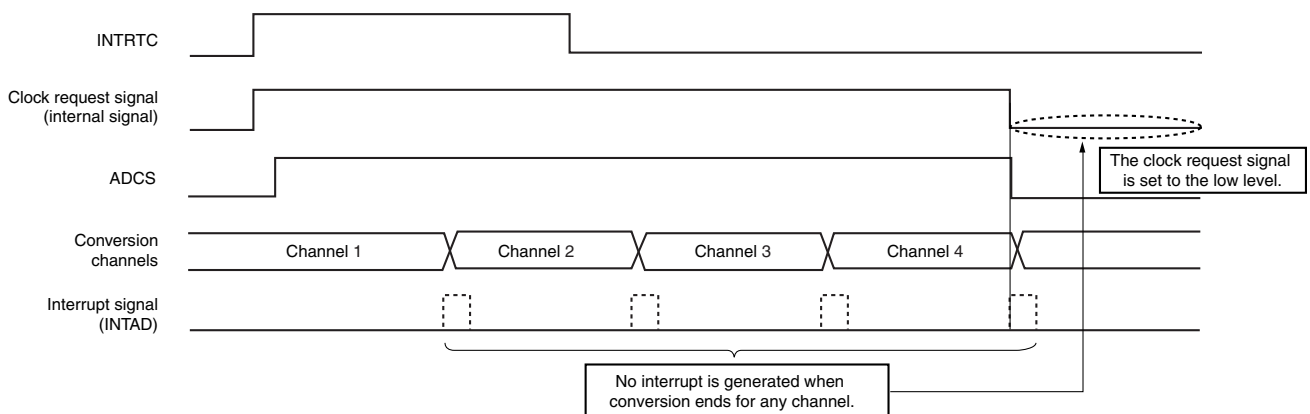 INTRTC
Clock request signal
(internal signal)
The clock request signal
is set to the low level.
ADCS
Conversion
channels
Channel 1
Channel 2
Channel 3
Channel 4
Interrupt signal
(INTAD)
No interrupt is generated when
conversion ends for any channel.